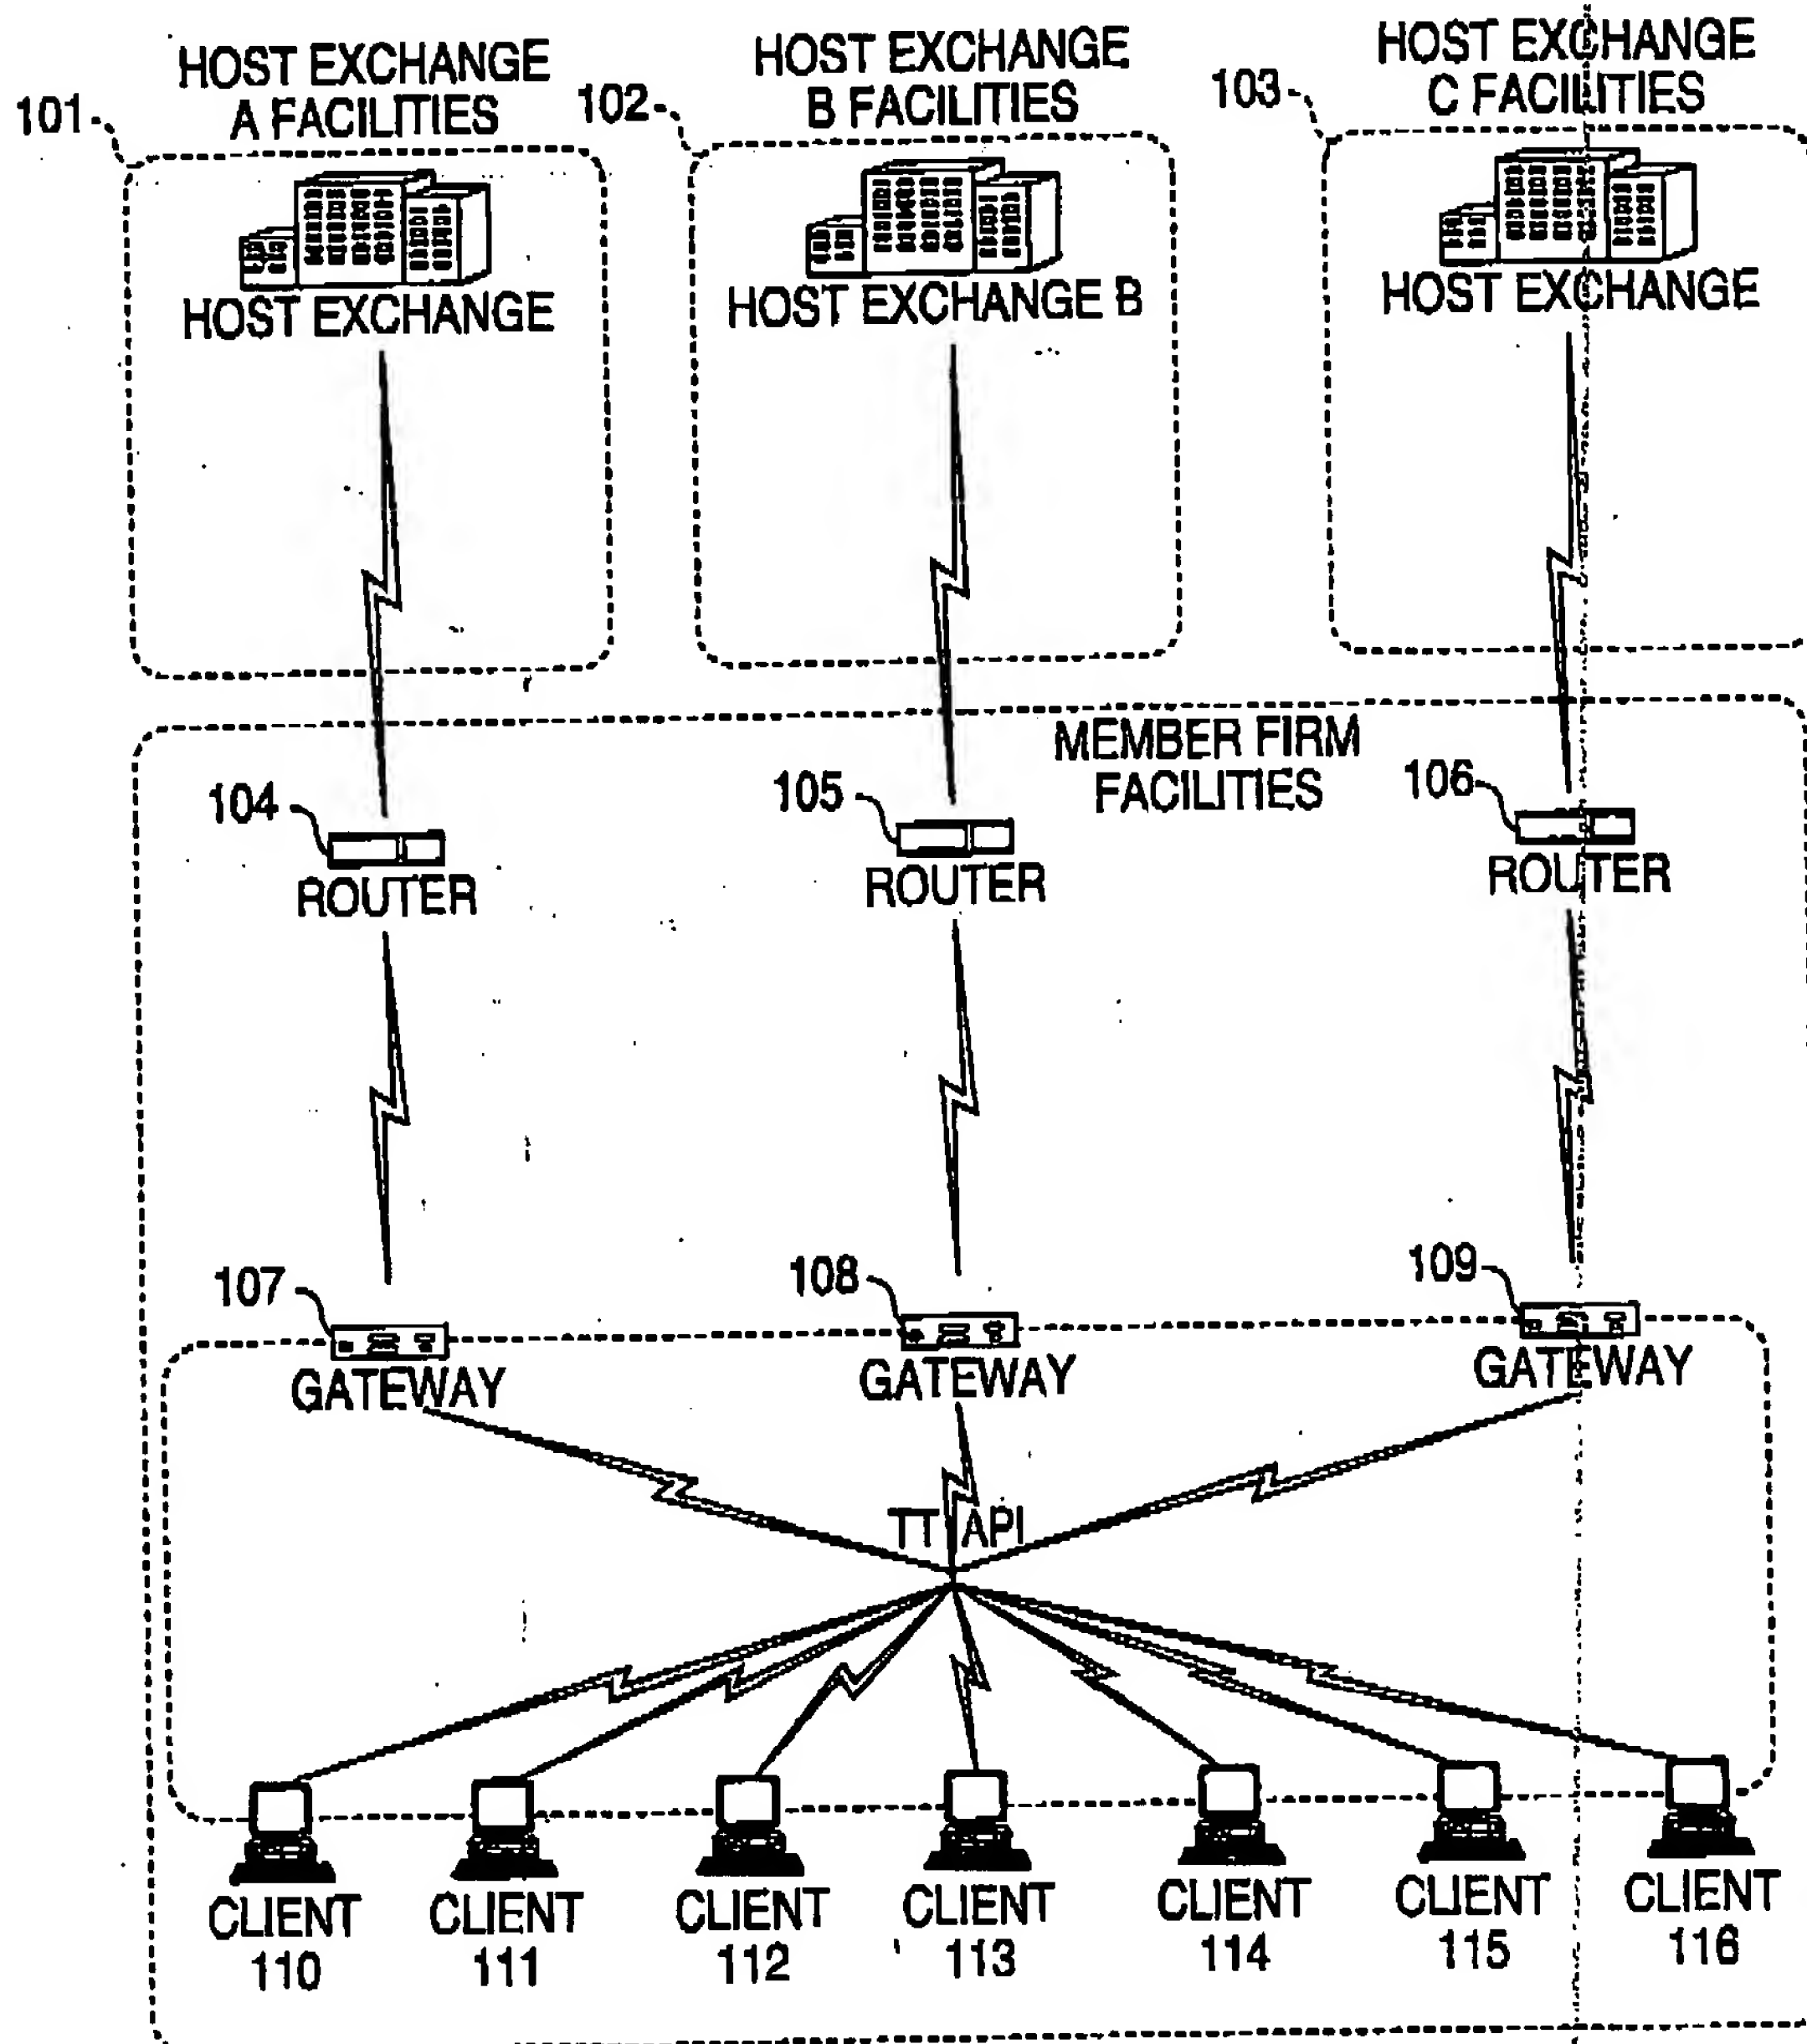 HOST EXCHANGE
A FACILITIES
HOST EXCHANGE
B FACILITIES
HOST EXCHANGE
C FACILITIES
101
102
103
HOST EXCHANGE
HOST EXCHANGE B
HOST EXCHANGE
MEMBER FIRM
FACILITIES
104
105
106
ROUTER
ROUTER
ROUTER
107
108
109
GATEWAY
GATEWAY
GATEWAY
TT API
CLIENT
110
CLIENT
111
CLIENT
112
CLIENT
113
CLIENT
114
CLIENT
115
CLIENT
116